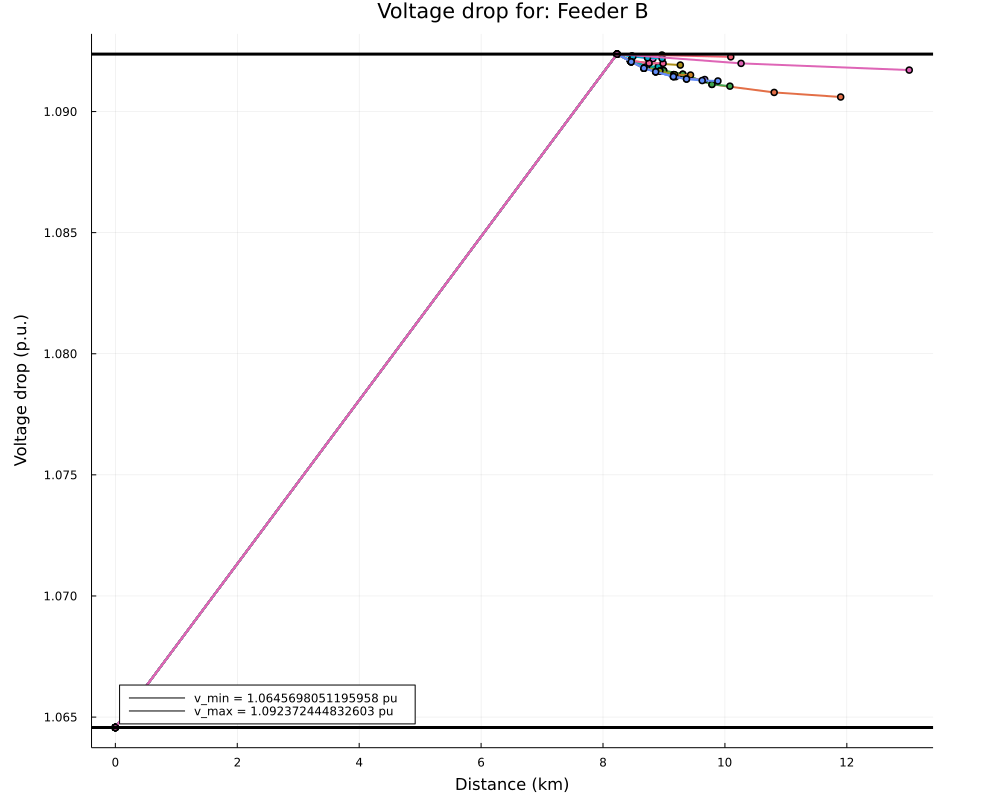 Voltage drop for: Feeder B
Voltage drop (p.u.)
1.090
1.085
1.080
1.075
1.070
1.065
v_min = 1.0645698051195958 pu
v_max = 1.092372444832603 pu
0 2 4 6 8 10 12
Distance (km)